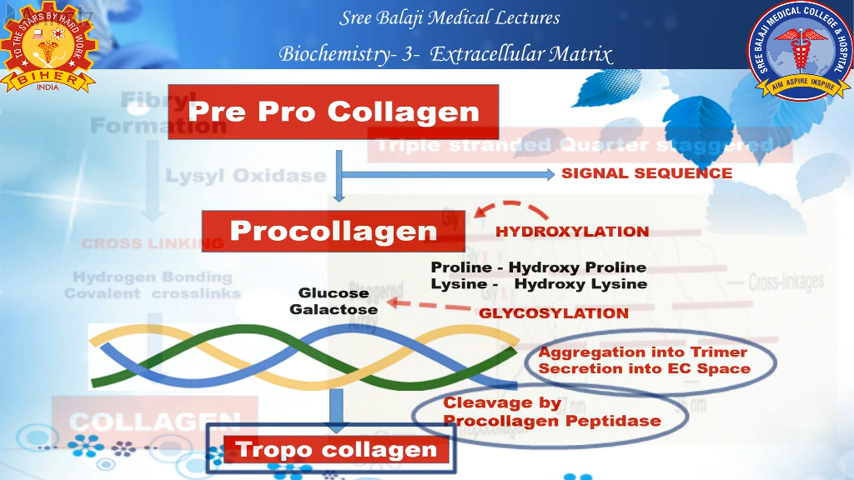 Sree Balaji Medical Lectures
Biochemistry- 3- Extracellular Matrix
TO THE STARS BY HARD WORK
BIHER
INDIA
SREE BALAJI MEDICAL COLLEGE & HOSPITAL
AIM ASPIRE INSPIRE
Fibryl
Formation
Pre Pro Collagen
Triple stranded Quarter staggered
Lysyl Oxidase
SIGNAL SEQUENCE
Procollagen
HYDROXYLATION
CROSS LINKING
Proline - Hydroxy Proline
Lysine - Hydroxy Lysine
Hydrogen Bonding
Covalent crosslinks
Cross-linkages
Glucose
Galactose
GLYCOSYLATION
Aggregation into Trimer
Secretion into EC Space
Cleavage by
Procollagen Peptidase
COLLAGEN
Tropo collagen